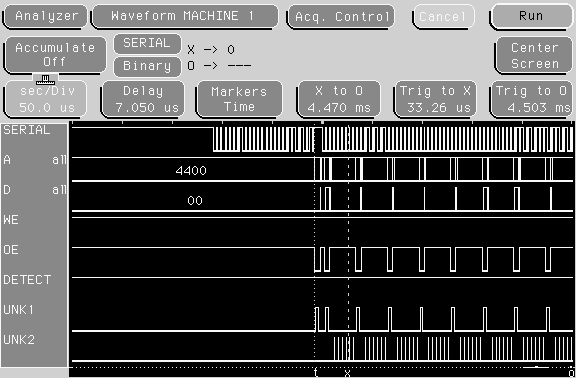 Analyzer Waveform MACHINE 1 Acq. Control Cancel Run
Accumulate
Off
SERIAL X -> 0
Binary O -> ---
Center
Screen
sec/Div
50.0 us
Delay
7.050 us
Markers
Time
X to O
4.470 ms
Trig to X
33.26 us
Trig to O
4.503 ms
SERIAL
A all 4400
D all 00
WE
OE
DETECT
UNK1
UNK2
t X o